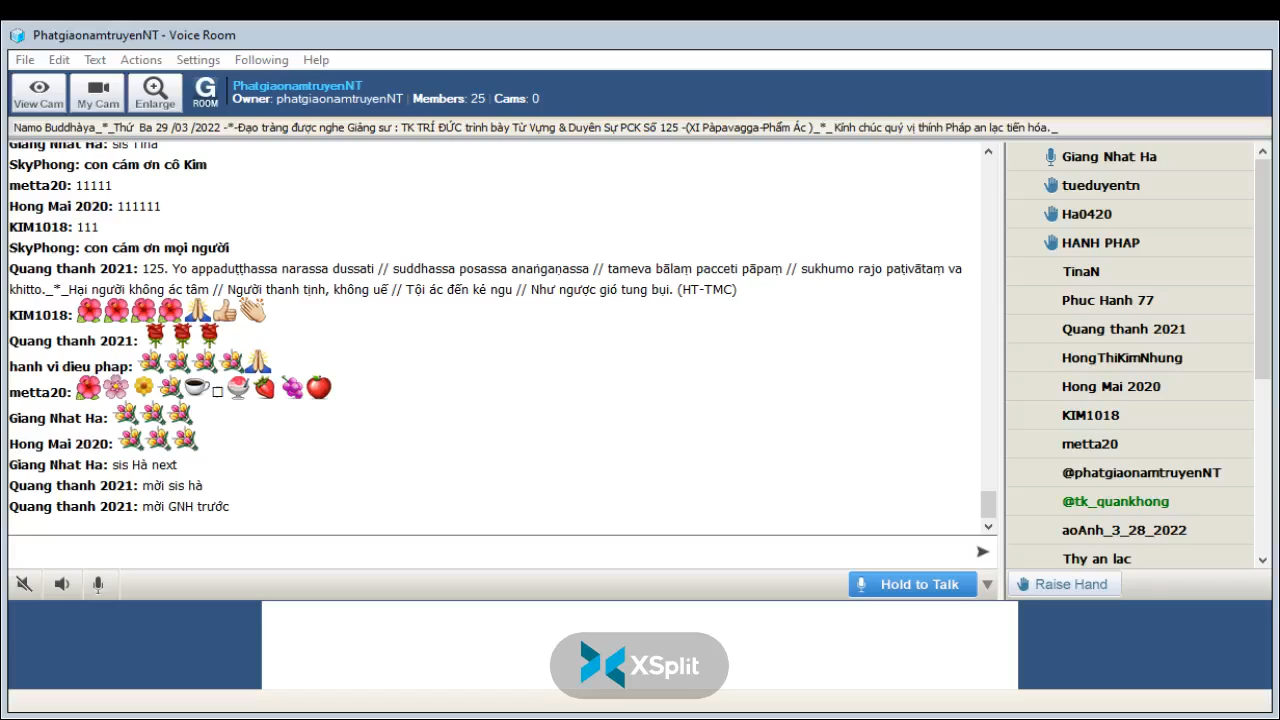 PhatgiaonamtruyenNT - Voice Room
File Edit Text Actions Settings Following Help
View Cam My Cam Enlarge G ROOM
PhatgiaonamtruyenNT
Owner: phatgiaonamtruyenNT | Members: 25 | Cams: 0
Namo Buddhàya_*_Thứ Ba 29 /03 /2022 -*-Đạo tràng được nghe Giảng sư : TK TRÍ ĐỨC trình bày Từ Vựng & Duyên Sự PCK Số 125 -(XI Pàpavagga-Phẩm Ác )_*_ Kính chúc quý vị thính Pháp an lạc tiến hóa._
Giang Nhat Ha: sis Tina
SkyPhong: con cám ơn cô Kim
metta20: 11111
Hong Mai 2020: 111111
KIM1018: 111
SkyPhong: con cám ơn mọi người
Quang thanh 2021: 125. Yo appaduṭṭhassa narassa dussati // suddhassa posassa anaṅgaṇassa // tameva bālaṃ pacceti pāpaṃ // sukhumo rajo paṭivātaṃ va
khitto._*_Hại người không ác tâm // Người thanh tịnh, không uế // Tội ác đến kẻ ngu // Như ngược gió tung bụi. (HT-TMC)
KIM1018:
Quang thanh 2021:
hanh vi dieu phap:
metta20:
Giang Nhat Ha:
Hong Mai 2020:
Giang Nhat Ha: sis Hà next
Quang thanh 2021: mời sis hà
Quang thanh 2021: mời GNH trước
Giang Nhat Ha
tueduyentn
Ha0420
HANH PHAP
TinaN
Phuc Hanh 77
Quang thanh 2021
HongThiKimNhung
Hong Mai 2020
KIM1018
metta20
@phatgiaonamtruyenNT
@tk_quankhong
aoAnh_3_28_2022
Thy an lac
Hold to Talk
Raise Hand
XSplit